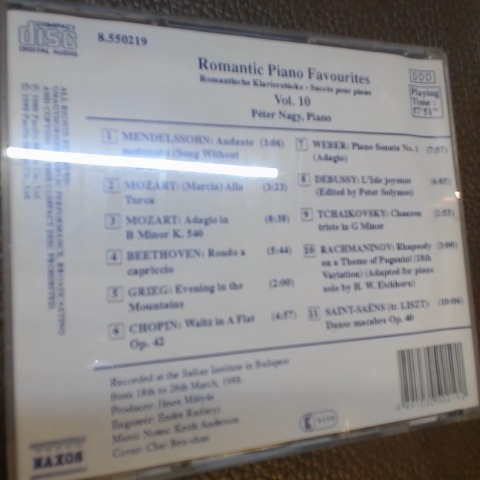 COMPACT
disc
DIGITAL AUDIO
8.550219
Romantic Piano Favourites
Romantische Klavierstücke · Succès pour piano
Vol. 10
Péter Nagy, Piano
DDD
Playing
Time :
57'51"
1 MENDELSSOHN: Andante (3:06)
(Song Without
2 MOZART: (Marcia) Alla (3:23)
Turca
3 MOZART: Adagio in (8:38)
B Minor K. 540
4 BEETHOVEN: Rondo a (5:44)
capriccio
5 GRIEG: Evening in the (2:00)
Mountains
6 CHOPIN: Waltz in A Flat (4:57)
Op. 42
7 WEBER: Piano Sonata No. 1 (7:57)
(Adagio)
8 DEBUSSY: L'Isle joyeuse (6:05)
(Edited by Peter Solymos)
9 TCHAIKOVSKY: Chanson (2:55)
triste in G Minor
10 RACHMANINOV: Rhapsody (3:06)
on a Theme of Paganini (18th
Variation) (Adapted for piano
solo by H. W. Eichhorn)
11 SAINT-SAËNS (tr. LISZT): (10:06)
Danse macabre Op. 40
Recorded at the Italian Institute in Budapest
from 18th to 26th March, 1988.
Producer: János Mátyás
Engineer: Endre Radányi
Music Notes: Keith Anderson
Cover: Choi Ben-shan
NAXOS